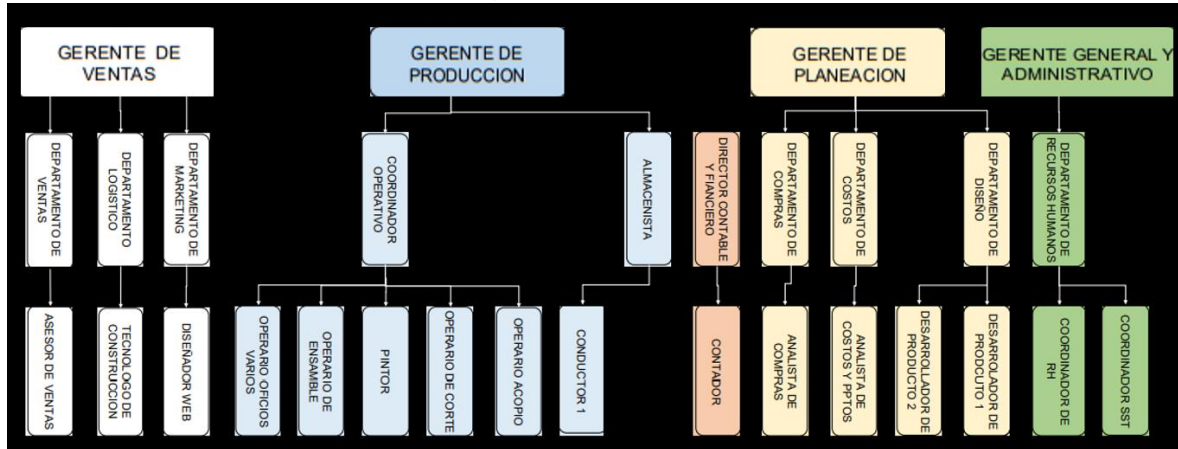 GERENTE DE
VENTAS
GERENTE DE
PRODUCCION
GERENTE DE
PLANEACION
GERENTE GENERAL Y
ADMINISTRATIVO
DEPARTAMENTO DE
VENTAS
DEPARTAMENTO
LOGISTICO
DEPARTAMENTO DE
MARKETING
COORDINADOR
OPERATIVO
ALMACENISTA
DIRECTOR CONTABLE
Y FIANCIERO
DEPARTAMENTO DE
COMPRAS
DEPARTAMENTO DE
COSTOS
DEPARTAMENTO DE
DISEÑO
DEPARTAMENTO DE
RECURSOS HUMANOS
ASESOR DE VENTAS
TECNOLOGO DE
CONSTRUCCION
DISEÑADOR WEB
OPERARIO OFICIOS
VARIOS
OPERARIO DE
ENSAMBLE
PINTOR
OPERARIO DE CORTE
OPERARIO ACOPIO
CONDUCTOR 1
CONTADOR
ANALISTA DE
COMPRAS
ANALISTA DE
COSTOS Y PPTOS
DESARROLLADOR DE
PRODUCTO 2
DESARROLADOR DE
PRODCUTO 1
COORDINADOR DE
RH
COORDINADOR SST